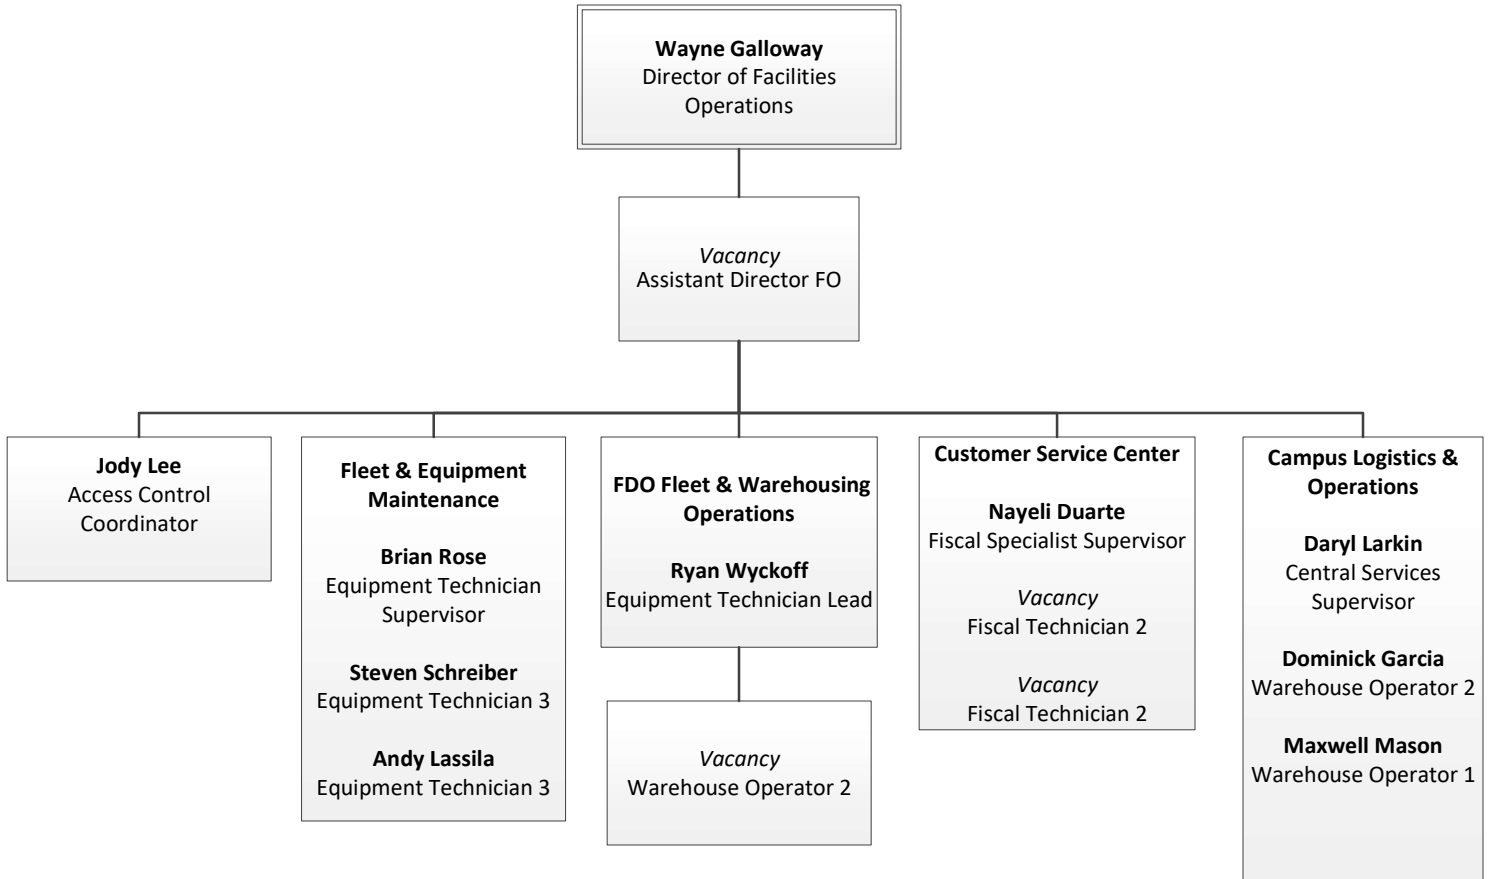 Wayne Galloway
Director of Facilities
Operations
Vacancy
Assistant Director FO
Jody Lee
Access Control
Coordinator
Fleet & Equipment
Maintenance
Brian Rose
Equipment Technician
Supervisor
Steven Schreiber
Equipment Technician 3
Andy Lassila
Equipment Technician 3
FDO Fleet & Warehousing
Operations
Ryan Wyckoff
Equipment Technician Lead
Vacancy
Warehouse Operator 2
Customer Service Center
Nayeli Duarte
Fiscal Specialist Supervisor
Vacancy
Fiscal Technician 2
Vacancy
Fiscal Technician 2
Campus Logistics &
Operations
Daryl Larkin
Central Services
Supervisor
Dominick Garcia
Warehouse Operator 2
Maxwell Mason
Warehouse Operator 1